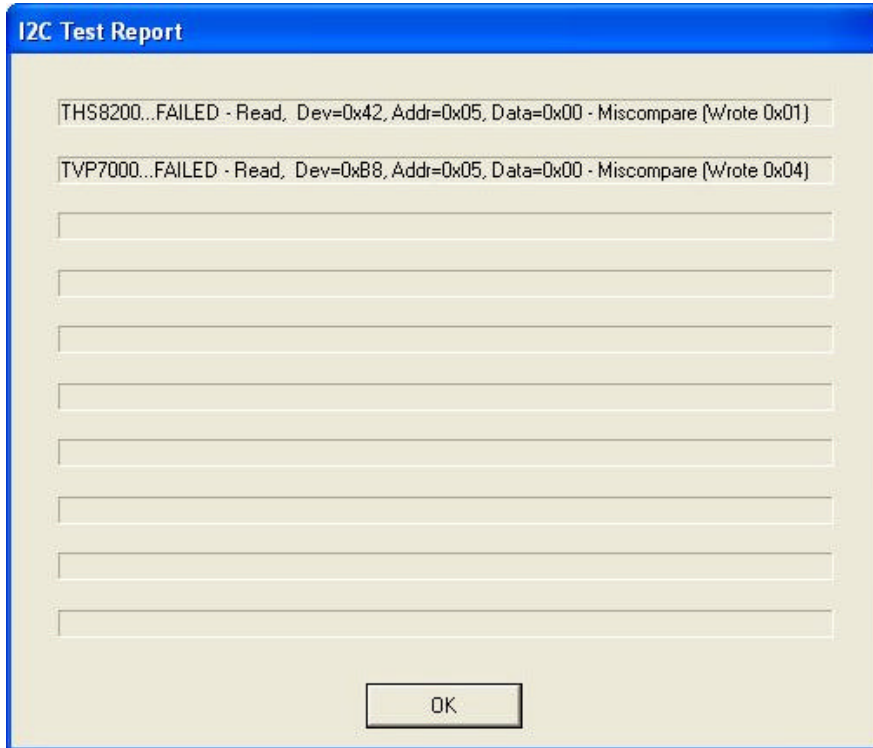 I2C Test Report
THS8200...FAILED - Read,  Dev=0x42, Addr=0x05, Data=0x00 - Miscompare (Wrote 0x01)
TVP7000...FAILED - Read,  Dev=0xB8, Addr=0x05, Data=0x00 - Miscompare (Wrote 0x04)
OK